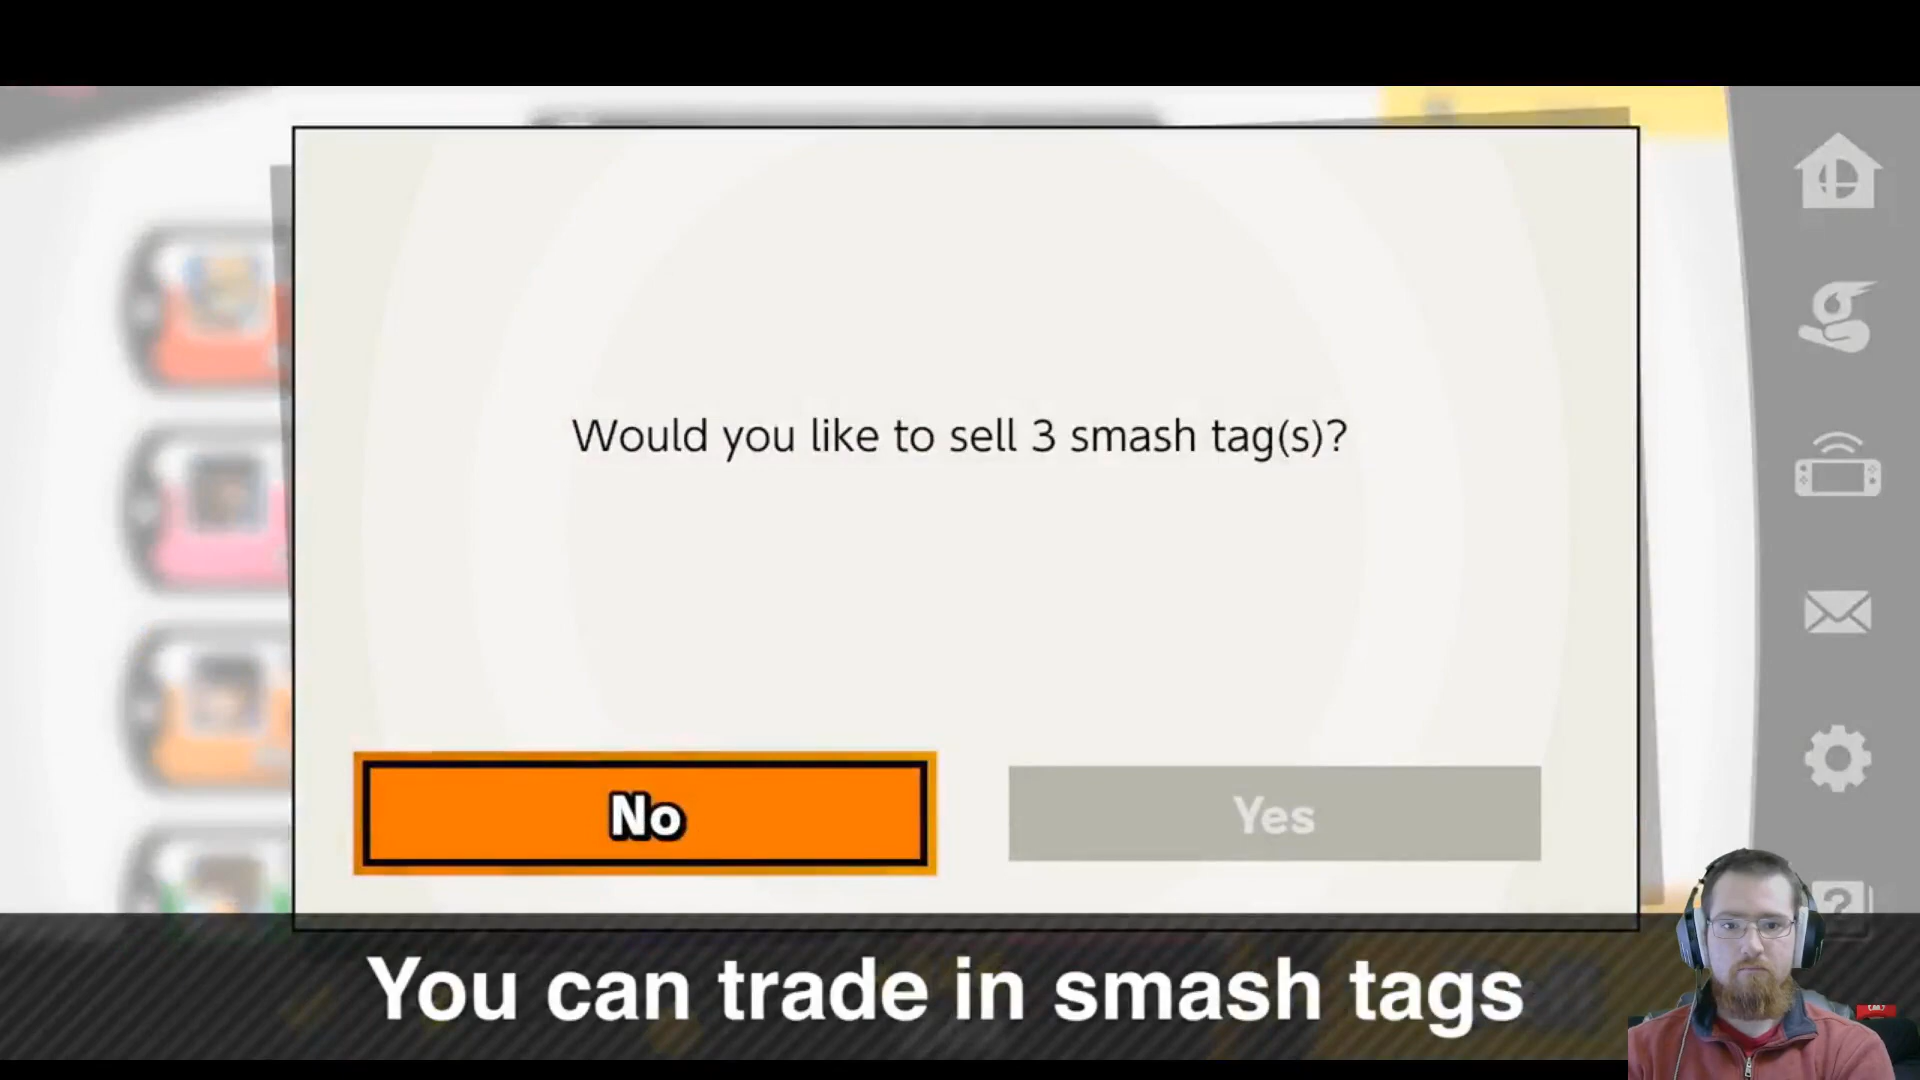 Would you like to sell 3 smash tag(s)?
No
Yes
You can trade in smash tags